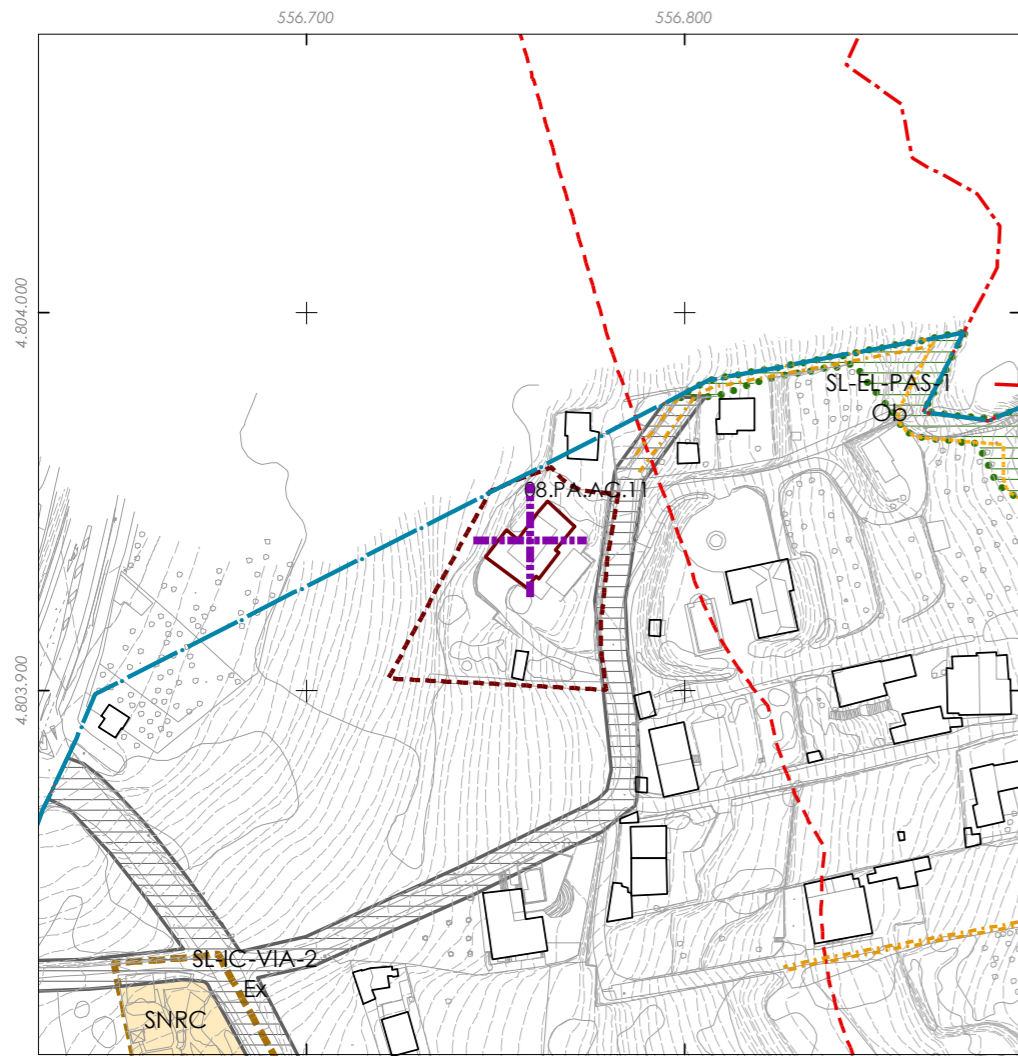 556.700
556.800
4.804.000
SL-EL-PAS-1
Ob
08.PA.AG.11
4.803.900
SL-IC-VIA-2
Ex
SNRC